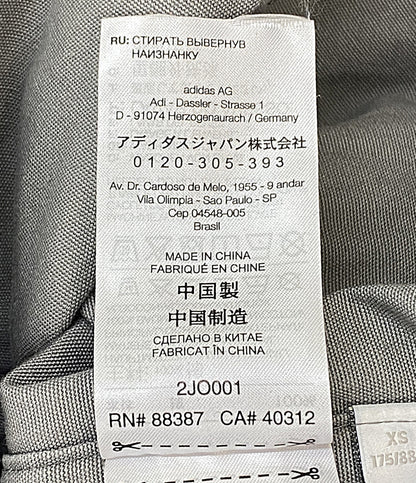 RU: СТИРАТЬ ВЫВЕРНУВ
НАИЗНАНКУ
adidas AG
Adi - Dassler - Strasse 1
D - 91074 Herzogenaurach / Germany
アディダスジャパン株式会社
0120-305-393
Av. Dr. Cardoso de Melo, 1955 - 9 andar
Vila Olimpia - Sao Paulo - SP
Cep 04548-005
Brasil
MADE IN CHINA
FABRIQUÉ EN CHINE
中国製
中国制造
СДЕЛАНО В КИТАЕ
FABRICAT ÎN CHINA
2JO001
RN# 88387 CA# 40312
XS
175/88